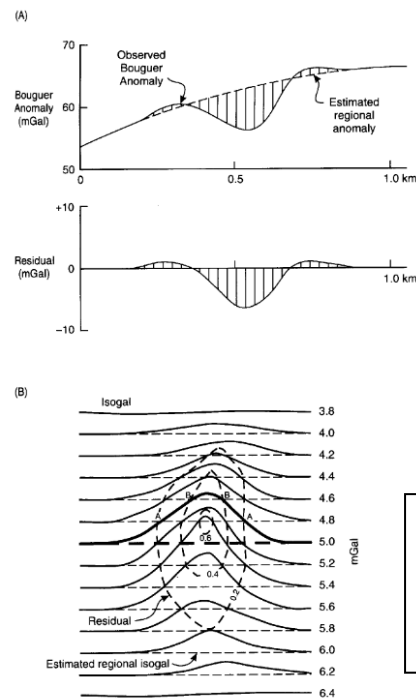 (A)
70
Observed
Bouguer
Anomaly
Bouguer
Anomaly
(mGal)
60
Estimated
regional
anomaly
50
0
0.5
1.0 km
+10
Residual
(mGal)
0
1.0 km
−10
(B)
Isogal
3.8
4.0
4.2
4.4
4.6
B
B
4.8
A
A
5.0
0.6
mGal
5.2
0.4
5.4
0.2
5.6
Residual
5.8
Estimated regional isogal
6.0
6.2
6.4